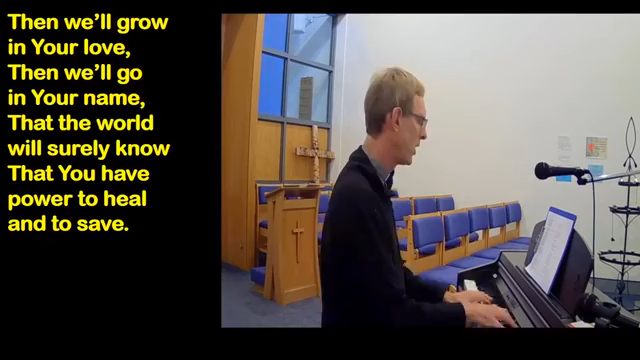 Then we'll grow
in Your love,
Then we'll go
in Your name,
That the world
will surely know
That You have
power to heal
and to save.